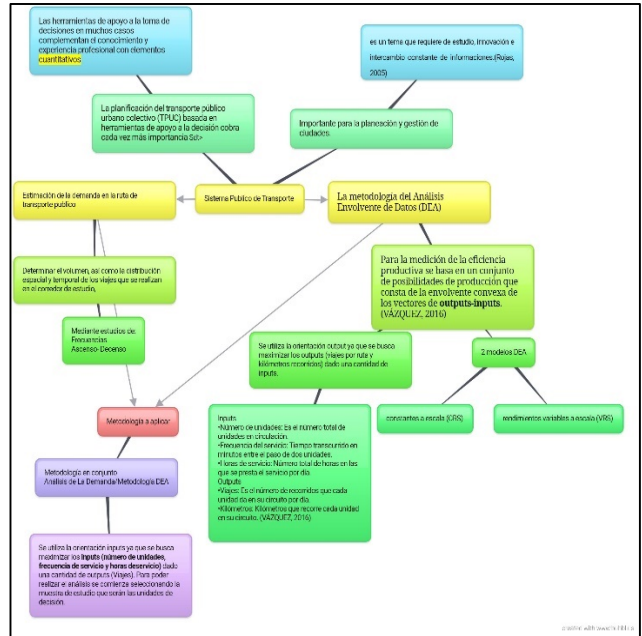 Las herramientas de apoyo a la toma de
decisiones en muchos casos
complementan el conocimiento y
experiencia profesional con elementos
cuantitativos
es un tema que requiere de estudio, innovación e
intercambio constante de informaciones.(Rojas,
2005)
La planificación del transporte público
urbano colectivo (TPUC) basada en
herramientas de apoyo a la decisión cobra
cada vez más importancia
Importante para la planeación y gestión de
ciudades.
Estimación de la demanda en la ruta de
transporte publico
Sistema Publico de Transporte
La metodología del Análisis
Envolvente de Datos (DEA)
Determinar el volumen, así como la distribución
espacial y temporal de los viajes que se realizan
en el corredor de estudio,
Para la medición de la eficiencia
productiva se basa en un conjunto
de posibilidades de producción que
consta de la envolvente convexa de
los vectores de outputs-inputs.
(VÁZQUEZ, 2016)
Mediante estudios de:
Frecuencias
Ascenso-Decenso
Se utiliza la orientación output ya que se busca
maximizar los outputs (viajes por ruta y
kilómetros recorridos) dado una cantidad de
inputs.
2 modelos DEA
Metodología a aplicar
Inputs
•Número de unidades: Es el número total de
unidades en circulación.
•Frecuencia del servicio: Tiempo transcurrido en
minutos entre el paso de dos unidades.
•Horas de servicio: Número total de horas en las
que se presta el servicio por día.
Outputs
•Viajes: Es el número de recorridos que cada
unidad da en su circuito por día.
•Kilómetros: Kilómetros que recorre cada unidad
en su circuito. (VÁZQUEZ, 2016)
constantes a escala (CRS)
rendimientos variables a escala (VRS)
Metodología en conjunto
Análisis de La Demanda/Metodología DEA
Se utiliza la orientación inputs ya que se busca
maximizar los inputs (número de unidades,
frecuencia de servicio y horas deservicio) dado
una cantidad de outputs (Viajes). Para poder
realizar el análisis se comienza seleccionando la
muestra de estudio que serán las unidades de
decisión.